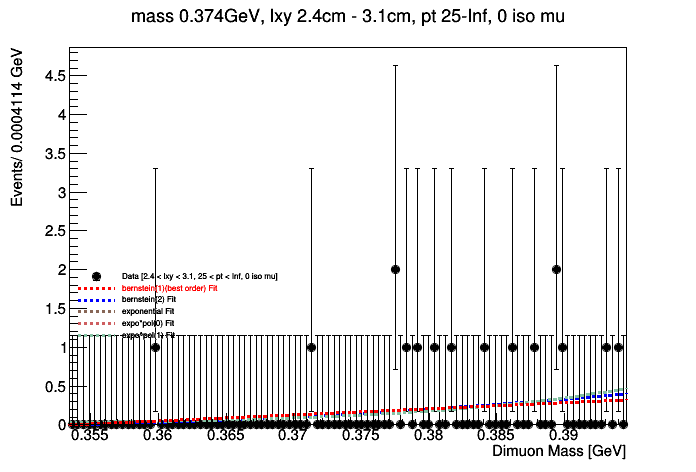 mass 0.374GeV, lxy 2.4cm - 3.1cm, pt 25-Inf, 0 iso mu
Events/ 0.0004114 GeV
4.5
4
3.5
3
2.5
2
1.5
1
0.5
0
Data [2.4 < lxy < 3.1, 25 < pt < Inf, 0 iso mu]
bernstein(1)(best order) Fit
bernstein(2) Fit
exponential Fit
expo*pol(0) Fit
expo*pol(1) Fit
0.355 0.36 0.365 0.37 0.375 0.38 0.385 0.39
Dimuon Mass [GeV]